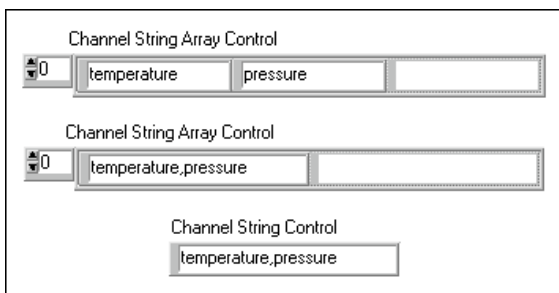 Channel String Array Control
0 temperature pressure
Channel String Array Control
0 temperature,pressure
Channel String Control
temperature,pressure